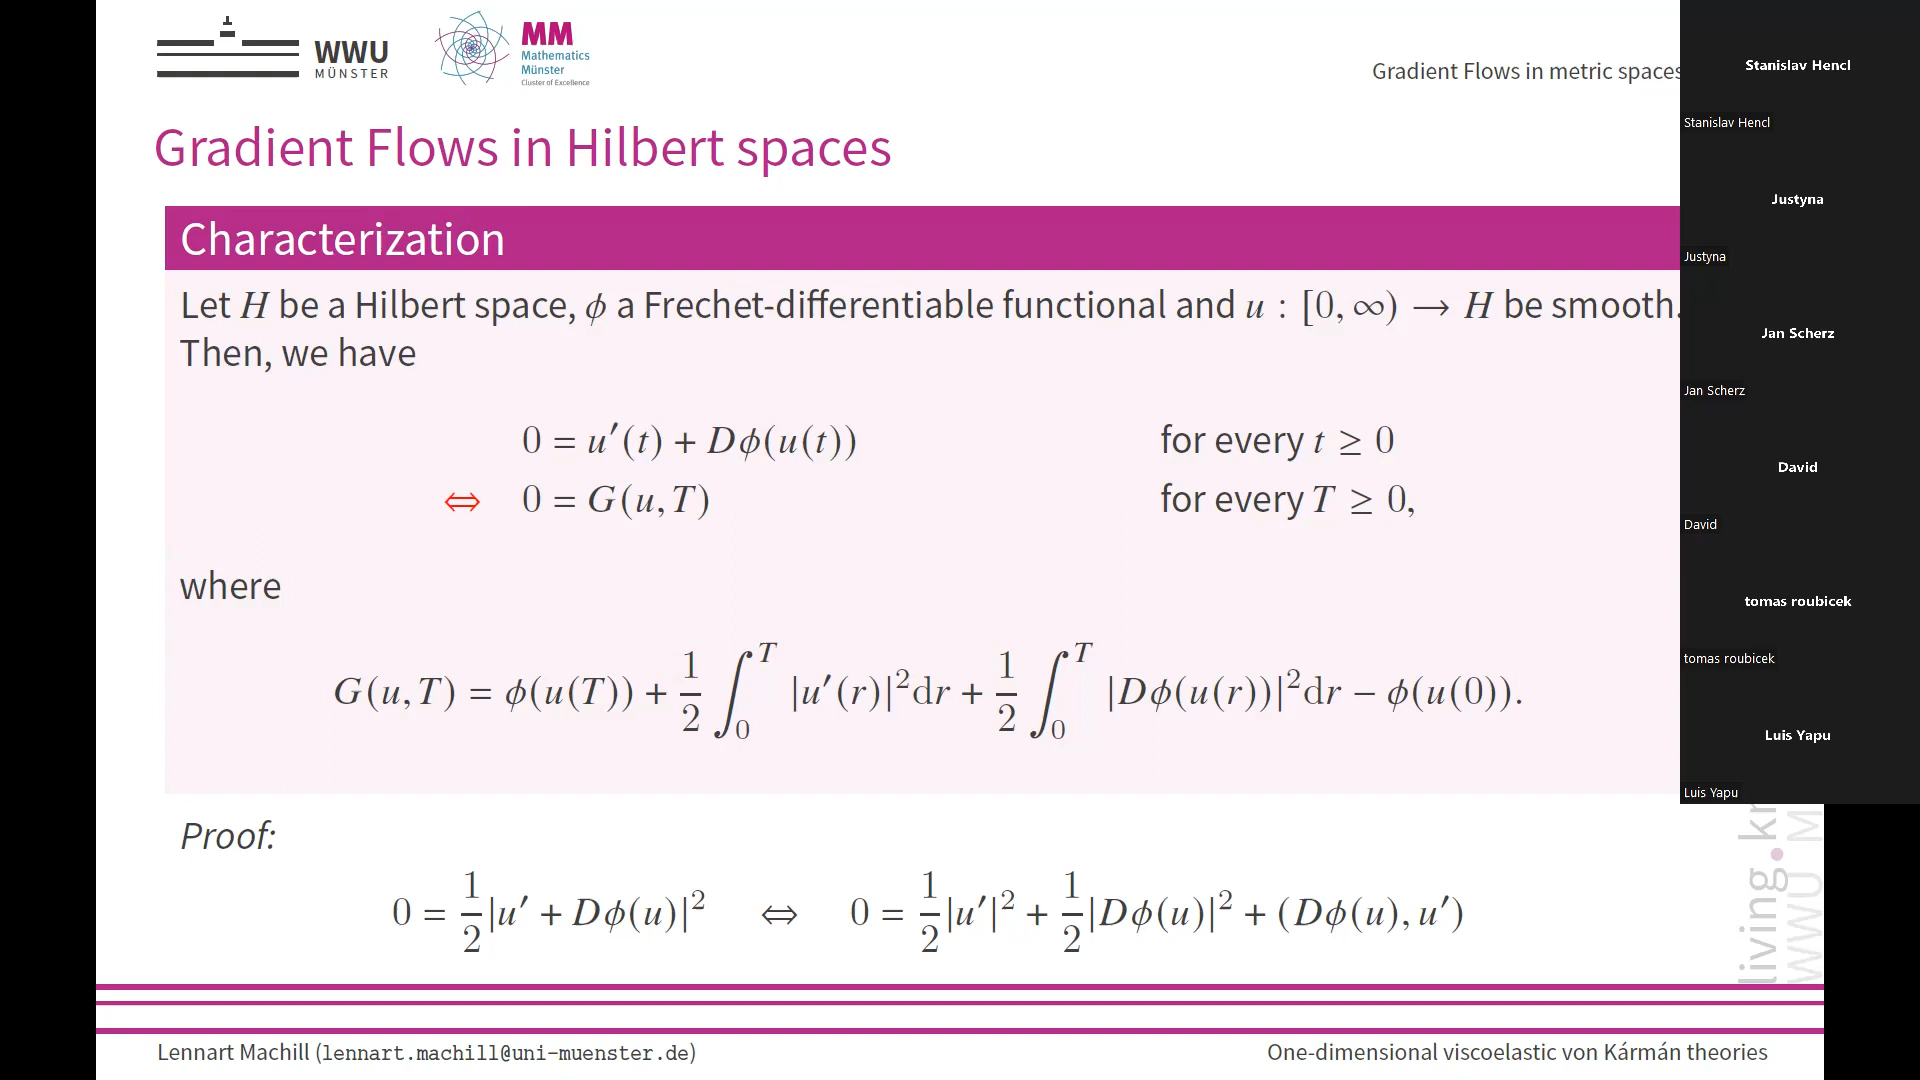 WWU
MÜNSTER
MM
Mathematics
Münster
Cluster of Excellence
Gradient Flows in metric spaces
Gradient Flows in Hilbert spaces
Characterization
Let H be a Hilbert space, ϕ a Frechet-differentiable functional and u : [0, ∞) → H be smooth.
Then, we have
0 = u′(t) + Dϕ(u(t)) for every t ≥ 0
⇔ 0 = G(u, T) for every T ≥ 0,
where
G(u, T) = ϕ(u(T)) + 1/2 ∫_0^T |u′(r)|²dr + 1/2 ∫_0^T |Dϕ(u(r))|²dr − ϕ(u(0)).
Proof:
0 = 1/2|u′ + Dϕ(u)|² ⇔ 0 = 1/2|u′|² + 1/2|Dϕ(u)|² + (Dϕ(u), u′)
Lennart Machill (lennart.machill@uni-muenster.de)
One-dimensional viscoelastic von Kármán theories
Stanislav Hencl
Stanislav Hencl
Justyna
Justyna
Jan Scherz
Jan Scherz
David
David
tomas roubicek
tomas roubicek
Luis Yapu
Luis Yapu
living
WWU M